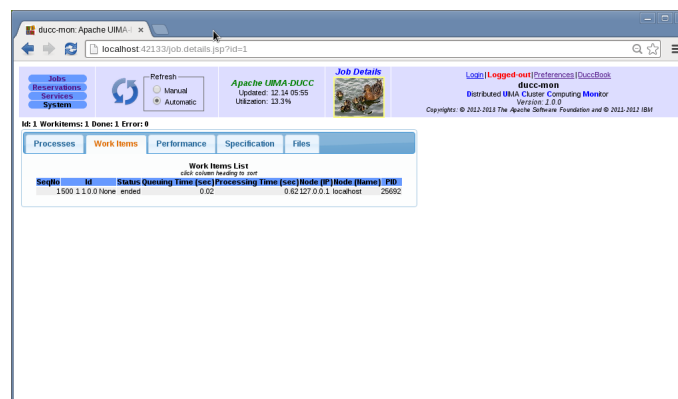 ducc-mon: Apache UIMA-
localhost:42133/job.details.jsp?id=1
Jobs
Reservations
Services
System
Refresh
Manual
Automatic
Apache UIMA-DUCC
Updated: 12.14 05:55
Utilization: 13.3%
Job Details
Login|Logged-out|Preferences|DuccBook
ducc-mon
Distributed UIMA Cluster Computing Monitor
Version: 1.0.0
Copyrights: © 2012-2013 The Apache Software Foundation and © 2011-2012 IBM
Id: 1 Workitems: 1 Done: 1 Error: 0
Processes Work Items Performance Specification Files
Work Items List
click column heading to sort
SeqNo Id Status Queuing Time (sec) Processing Time (sec) Node (IP) Node (Name) PID
1 500 1 1 0.0 None ended 0.02 0.62 127.0.0.1 localhost 25692